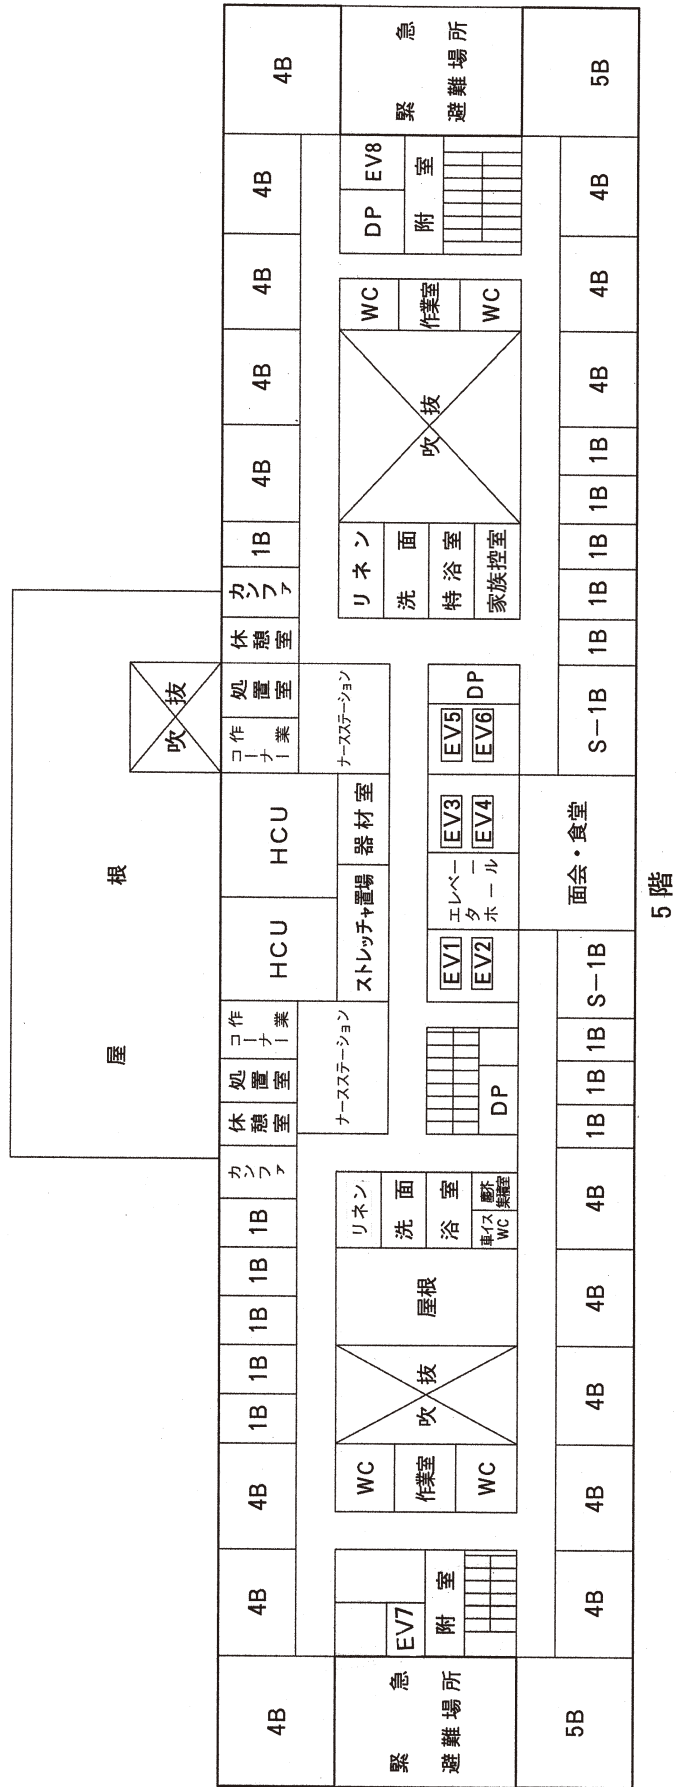 屋根
吹抜
4B
4B
4B
1B
1B
1B
1B
1B
カンファ
休憩室
処置室
作業
コーナー
HCU
HCU
作業
コーナー
処置室
休憩室
カンファ
1B
4B
4B
4B
4B
4B
ナースステーション
ストレッチャ置場
器材室
ナースステーション
緊急
避難場所
EV7
附室
WC
作業室
WC
吹抜
屋根
リネン
洗面
浴室
車イス
WC
塵芥
集積室
DP
EV1
EV2
エレベータ
ホール
EV3
EV4
EV5
EV6
DP
リネン
洗面
特浴室
家族控室
吹抜
WC
作業室
WC
DP
EV8
附室
緊急
避難場所
5B
4B
4B
4B
4B
4B
1B
1B
1B
S－1B
面会・食堂
S－1B
1B
1B
1B
1B
1B
4B
4B
4B
5B
5階